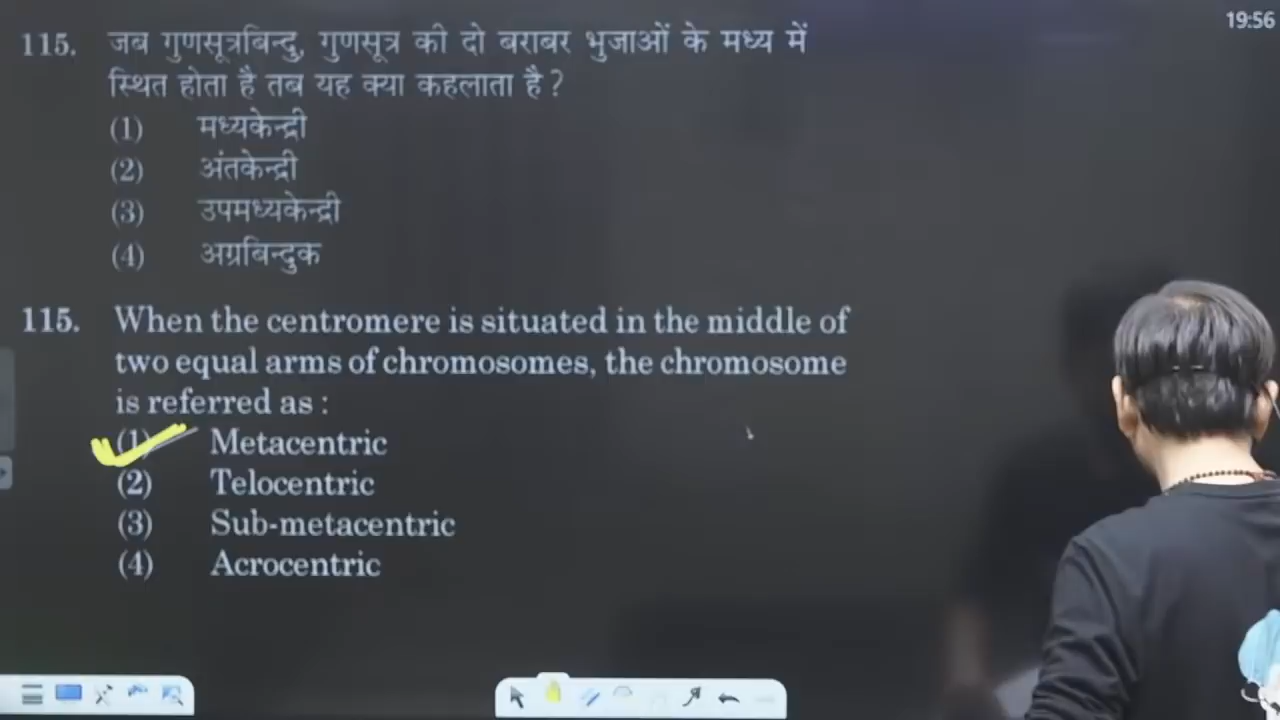 19:56
115. जब गुणसूत्रबिन्दु, गुणसूत्र की दो बराबर भुजाओं के मध्य में
स्थित होता है तब यह क्या कहलाता है ?
(1) मध्यकेन्द्री
(2) अंतकेन्द्री
(3) उपमध्यकेन्द्री
(4) अग्रबिन्दुक
115. When the centromere is situated in the middle of
two equal arms of chromosomes, the chromosome
is referred as :
(1) Metacentric
(2) Telocentric
(3) Sub-metacentric
(4) Acrocentric